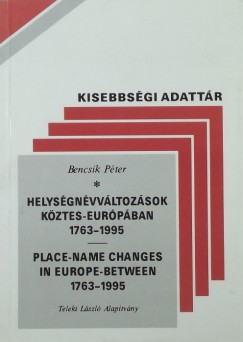 KISEBBSÉGI ADATTÁR
Bencsik Péter
*
HELYSÉGNÉVVÁLTOZÁSOK
KÖZTES-EURÓPÁBAN
1763-1995
PLACE-NAME CHANGES
IN EUROPE-BETWEEN
1763-1995
Teleki László Alapítvány